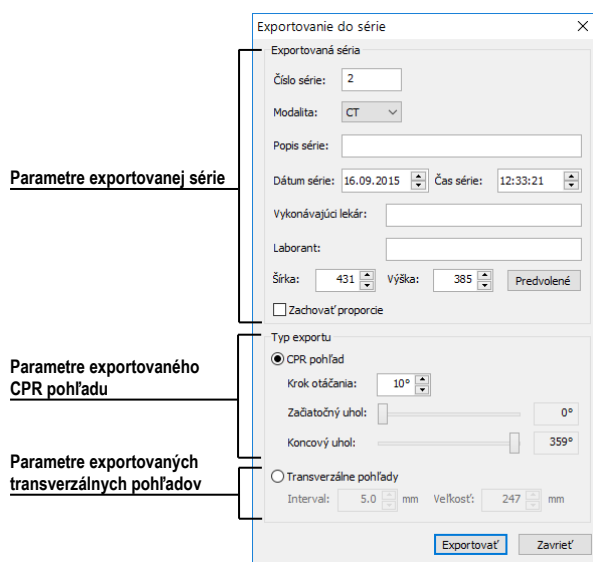 Exportovanie do série
Exportovaná séria
Číslo série: 2
Modalita: CT
Popis série:
Parametre exportovanej série
Dátum série: 16.09.2015 Čas série: 12:33:21
Vykonávajúci lekár:
Laborant:
Šírka: 431 Výška: 385 Predvolené
Zachovať proporcie
Typ exportu
CPR pohľad
Parametre exportovaného
CPR pohľadu
Krok otáčania: 10°
Začiatočný uhol: 0°
Koncový uhol: 359°
Parametre exportovaných
transverzálnych pohľadov
Transverzálne pohľady
Interval: 5.0 mm Veľkosť: 247 mm
Exportovať Zavrieť